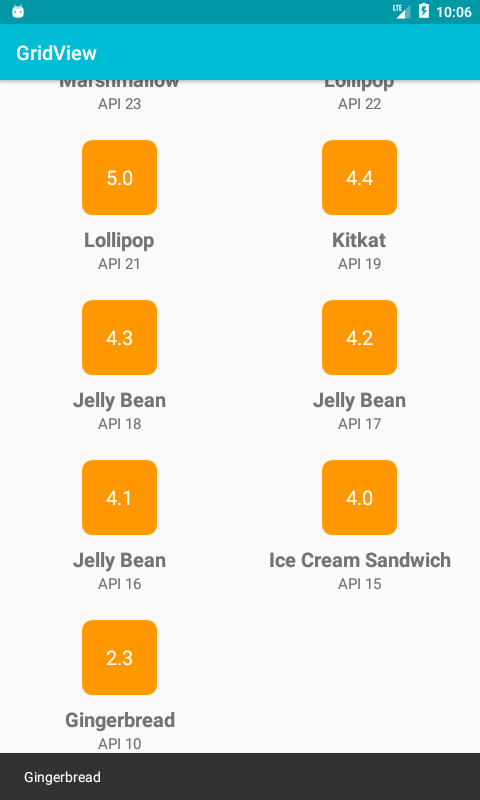 LTE 10:06
GridView
Marshmallow Lollipop
API 23 API 22
5.0 4.4
Lollipop Kitkat
API 21 API 19
4.3 4.2
Jelly Bean Jelly Bean
API 18 API 17
4.1 4.0
Jelly Bean Ice Cream Sandwich
API 16 API 15
2.3
Gingerbread
API 10
Gingerbread